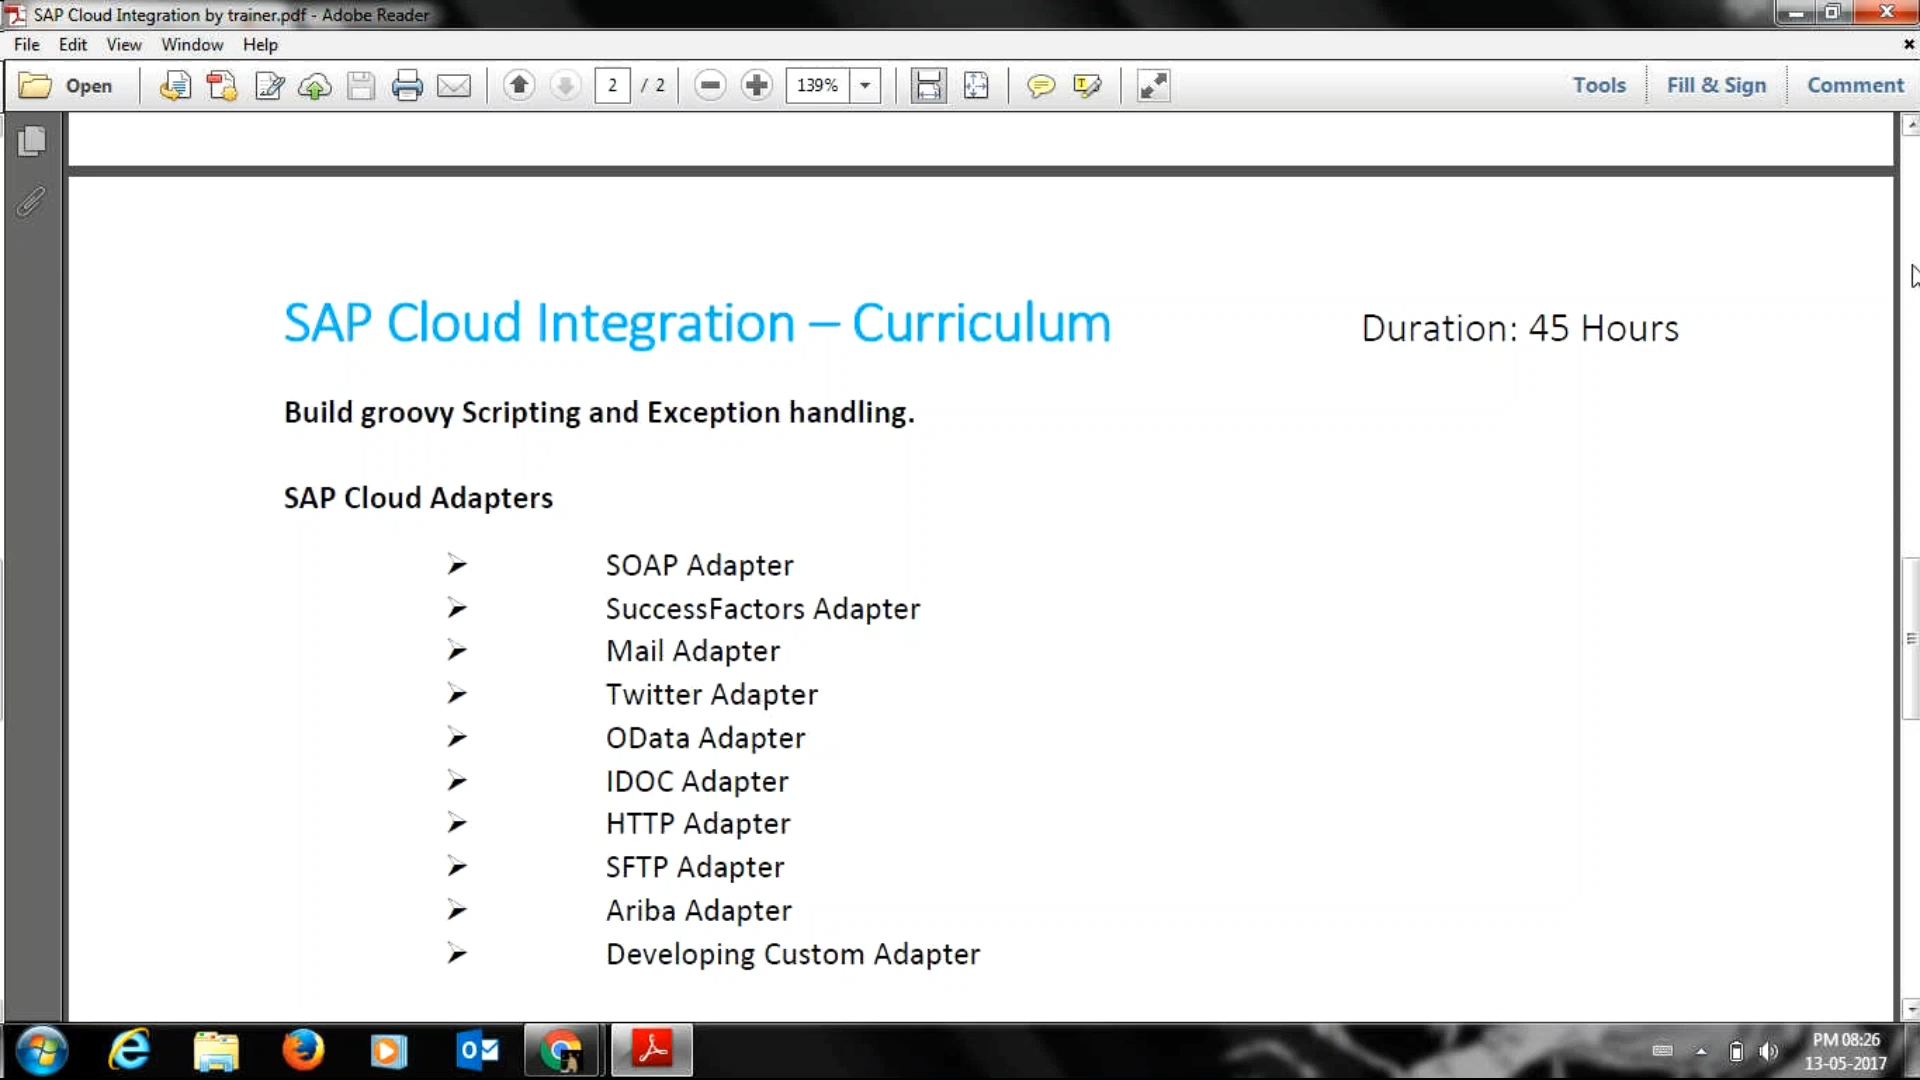 SAP Cloud Integration by trainer.pdf - Adobe Reader
File Edit View Window Help
Open 2 / 2 139% Tools Fill & Sign Comment
SAP Cloud Integration – Curriculum Duration: 45 Hours
Build groovy Scripting and Exception handling.
SAP Cloud Adapters
➢ SOAP Adapter
➢ SuccessFactors Adapter
➢ Mail Adapter
➢ Twitter Adapter
➢ OData Adapter
➢ IDOC Adapter
➢ HTTP Adapter
➢ SFTP Adapter
➢ Ariba Adapter
➢ Developing Custom Adapter
PM 08:26
13-05-2017